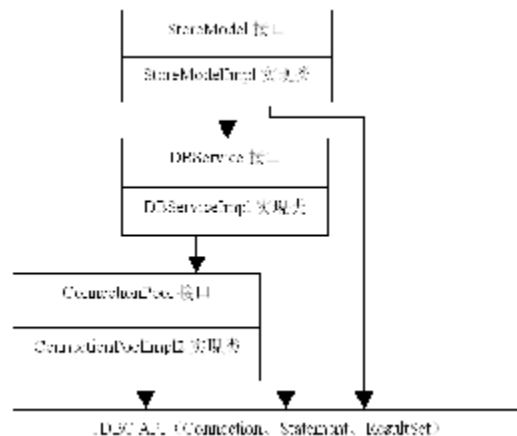 StoreModel 接口
StoreModelImpl 实现类
DBService 接口
DBServiceImpl 实现类
ConnectionPool 接口
ConnectionPoolImpl2 实现类
JDBC API（Connection、Statement、ResultSet）